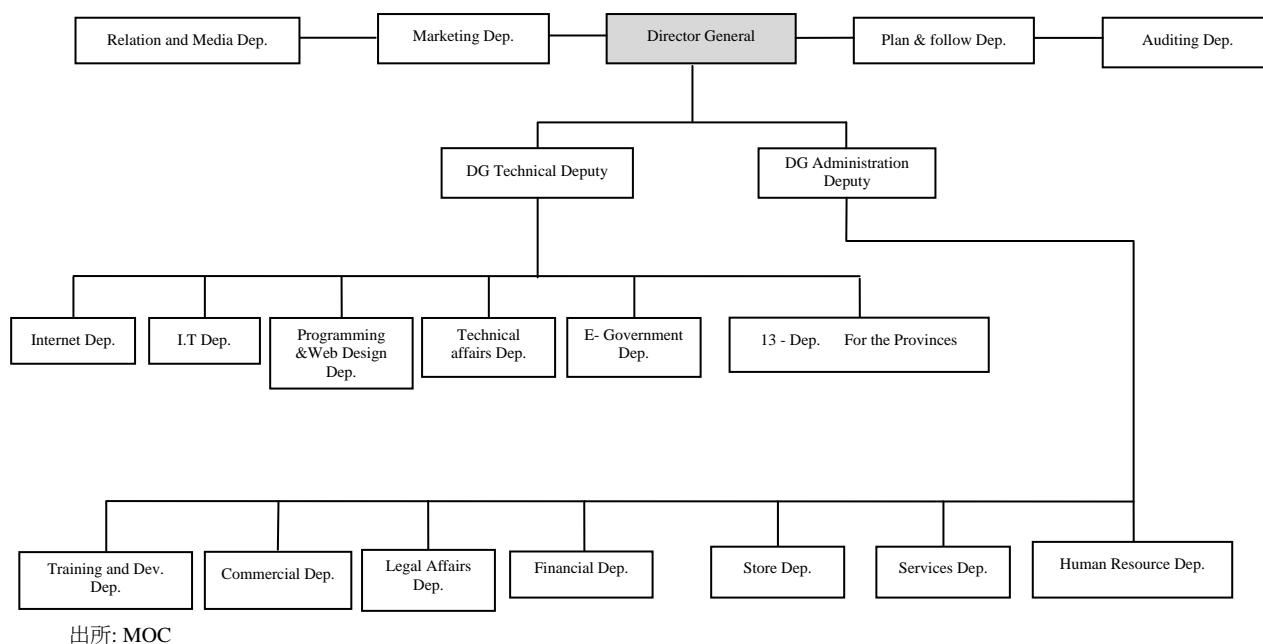 Relation and Media Dep.
Marketing Dep.
Director General
Plan & follow Dep.
Auditing Dep.
DG Technical Deputy
DG Administration
Deputy
Internet Dep.
I.T Dep.
Programming
&Web Design
Dep.
Technical
affairs Dep.
E- Government
Dep.
13 - Dep. For the Provinces
Training and Dev.
Dep.
Commercial Dep.
Legal Affairs
Dep.
Financial Dep.
Store Dep.
Services Dep.
Human Resource Dep.
出所: MOC